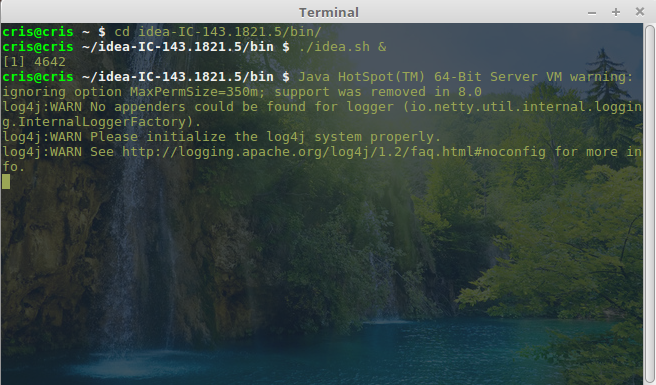 Terminal
cris@cris ~ $ cd idea-IC-143.1821.5/bin/
cris@cris ~/idea-IC-143.1821.5/bin $ ./idea.sh &
[1] 4642
cris@cris ~/idea-IC-143.1821.5/bin $ Java HotSpot(TM) 64-Bit Server VM warning:
ignoring option MaxPermSize=350m; support was removed in 8.0
log4j:WARN No appenders could be found for logger (io.netty.util.internal.loggin
g.InternalLoggerFactory).
log4j:WARN Please initialize the log4j system properly.
log4j:WARN See http://logging.apache.org/log4j/1.2/faq.html#noconfig for more in
fo.